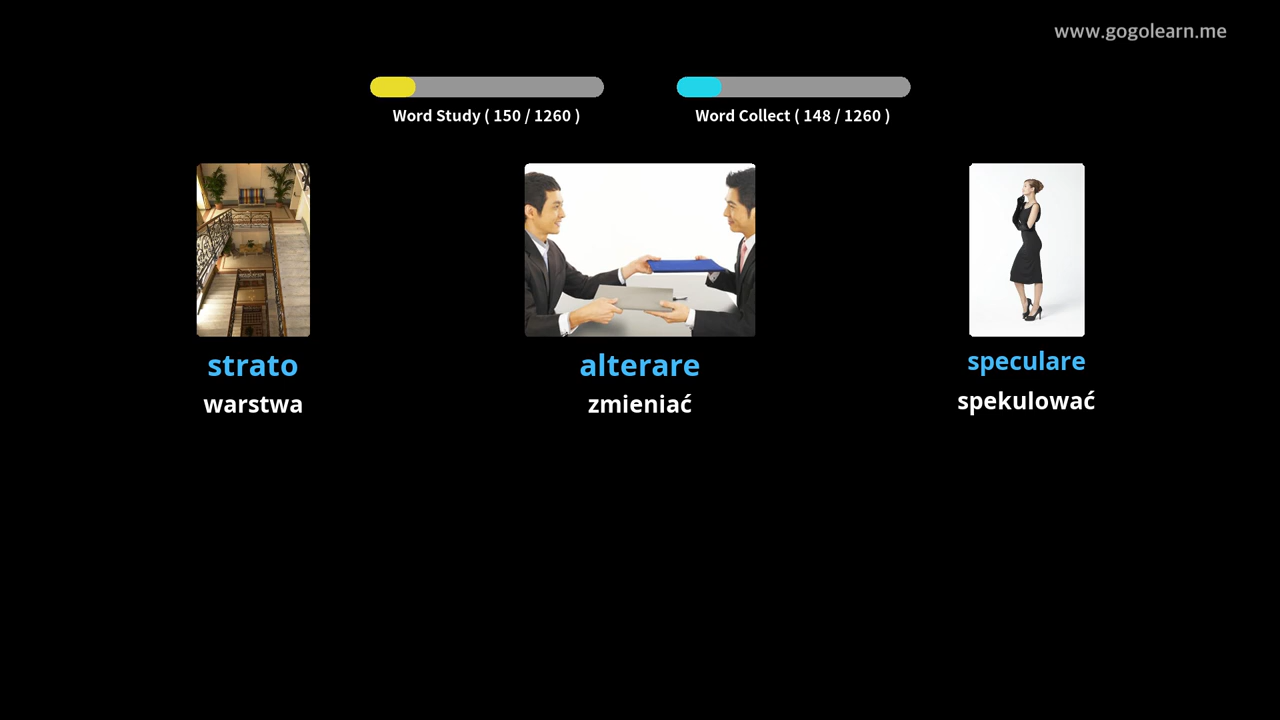 www.gogolearn.me
Word Study ( 150 / 1260 )
Word Collect ( 148 / 1260 )
strato
warstwa
alterare
zmieniać
speculare
spekulować